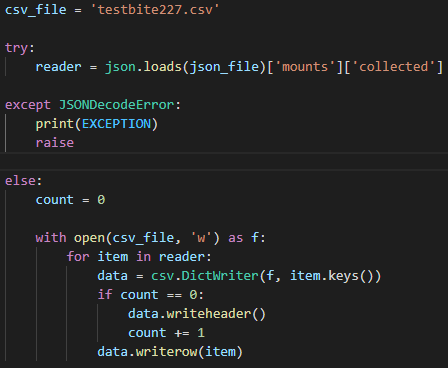 csv_file = 'testbite227.csv'
try:
reader = json.loads(json_file)['mounts']['collected']
except JSONDecodeError:
print(EXCEPTION)
raise
else:
count = 0
with open(csv_file, 'w') as f:
for item in reader:
data = csv.DictWriter(f, item.keys())
if count == 0:
data.writeheader()
count += 1
data.writerow(item)